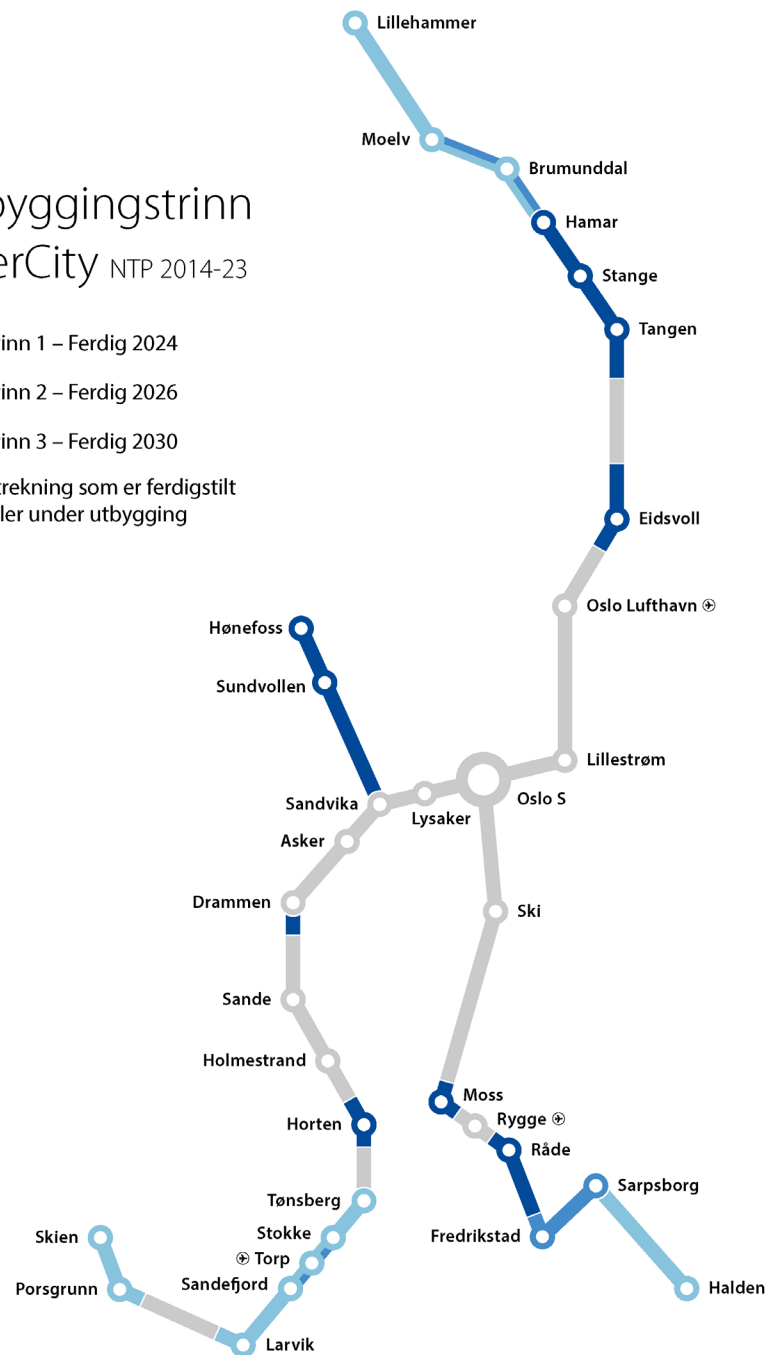 Lillehammer
Moelv
Brumunddal
byggingstrinn
Hamar
erCity NTP 2014-23
Stange
Tangen
inn 1 – Ferdig 2024
inn 2 – Ferdig 2026
inn 3 – Ferdig 2030
trekning som er ferdigstilt
ler under utbygging
Eidsvoll
Oslo Lufthavn
Hønefoss
Sundvollen
Lillestrøm
Sandvika
Oslo S
Lysaker
Asker
Drammen
Ski
Sande
Holmestrand
Moss
Rygge
Horten
Råde
Sarpsborg
Tønsberg
Stokke
Skien
Fredrikstad
Torp
Sandefjord
Porsgrunn
Halden
Larvik